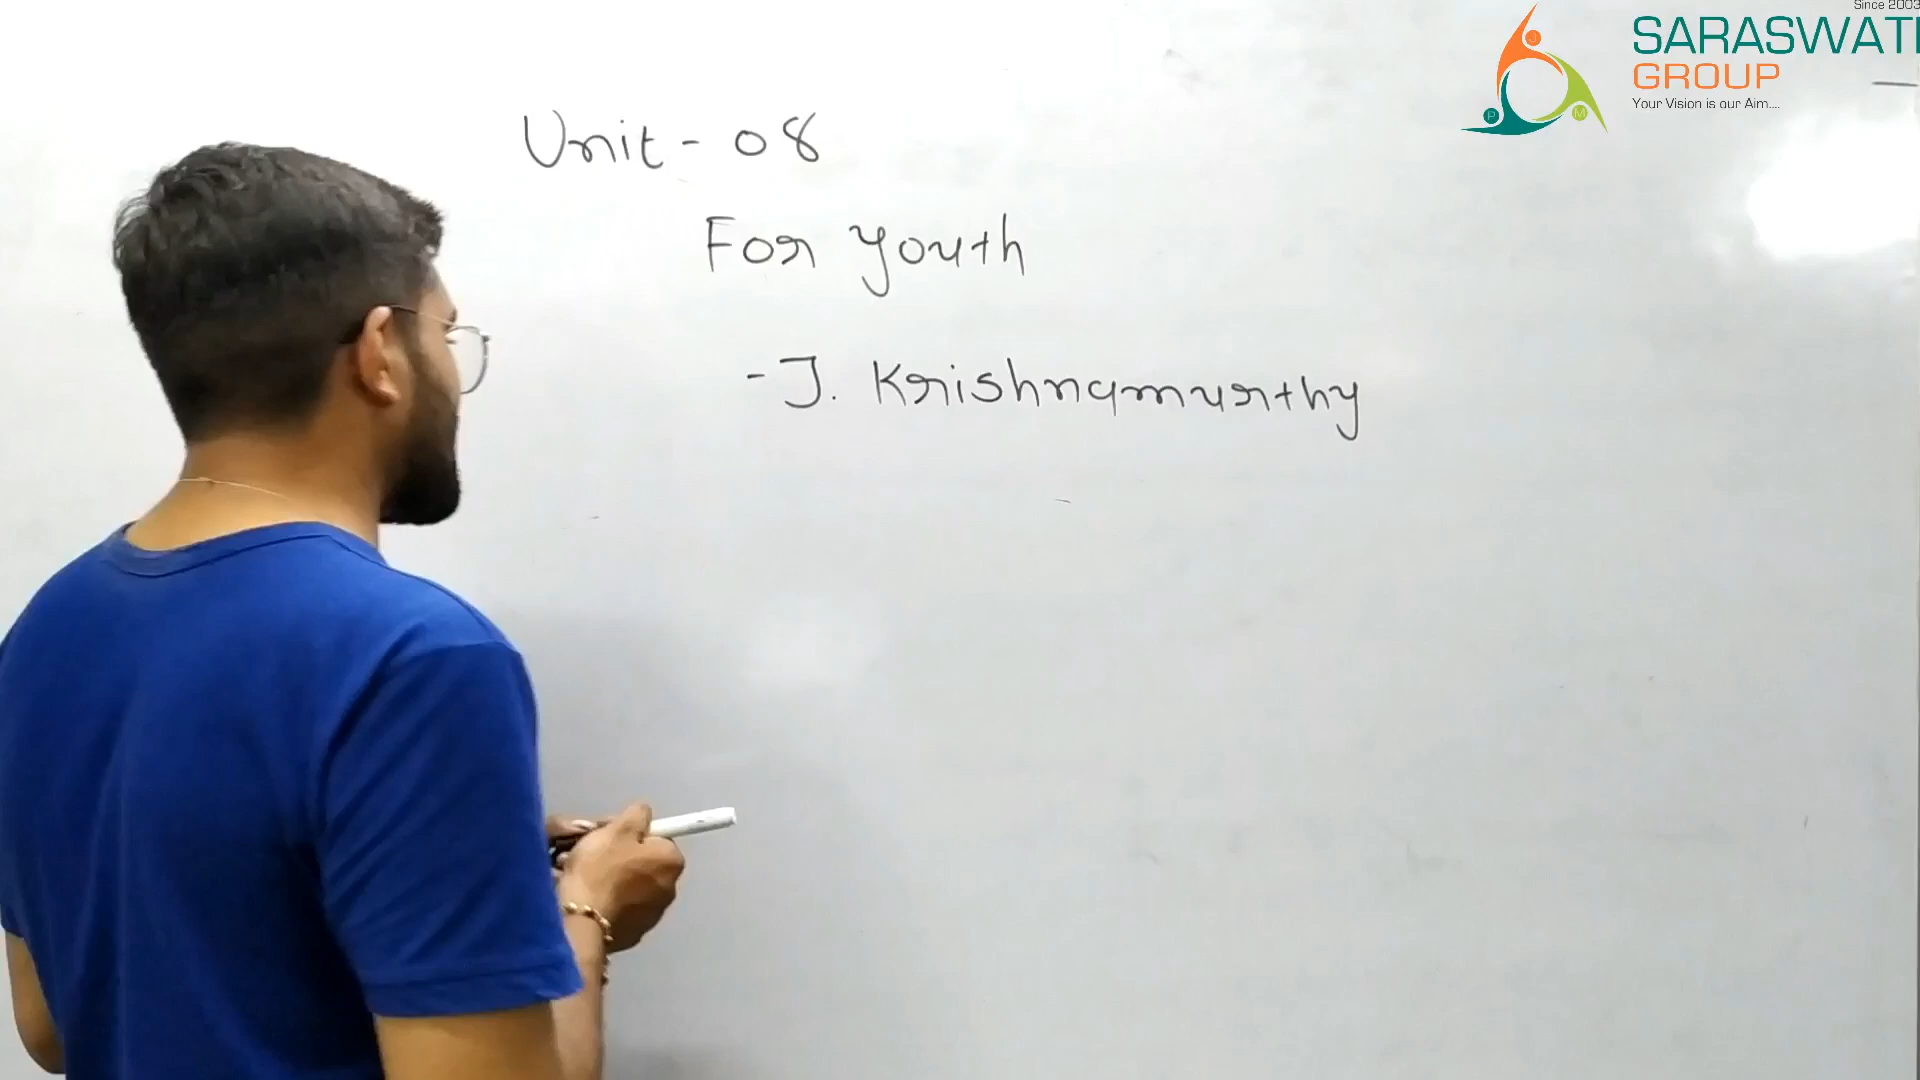 Since 2003
SARASWATI
GROUP
Your Vision is our Aim....
J
P
M
Unit - 08
For youth
- J. Krishnamurthy